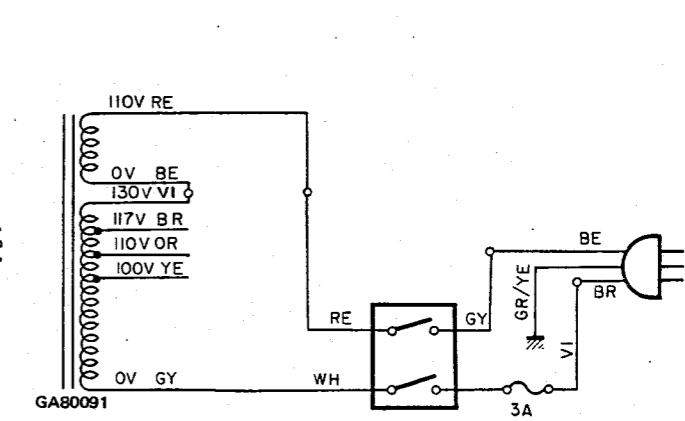 110V RE
0V BE
130V VI
117V BR
110V OR
100V YE
0V GY
GA80091
RE
WH
GY
BE
GR/YE
BR
VI
3A